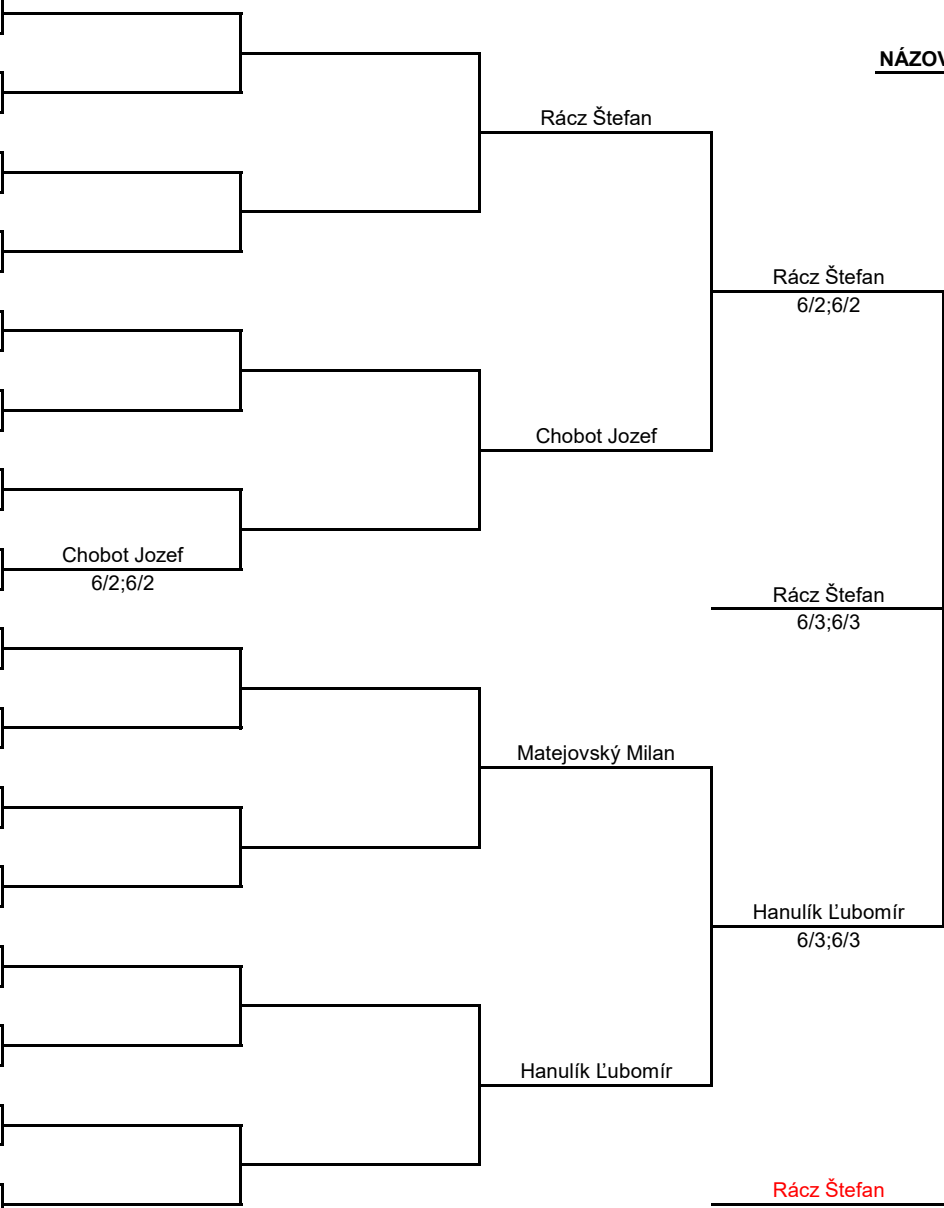 NÁZOV
Rácz Štefan
Rácz Štefan
6/2;6/2
Chobot Jozef
Chobot Jozef
6/2;6/2
Rácz Štefan
6/3;6/3
Matejovský Milan
Hanulík Ľubomír
6/3;6/3
Hanulík Ľubomír
Rácz Štefan